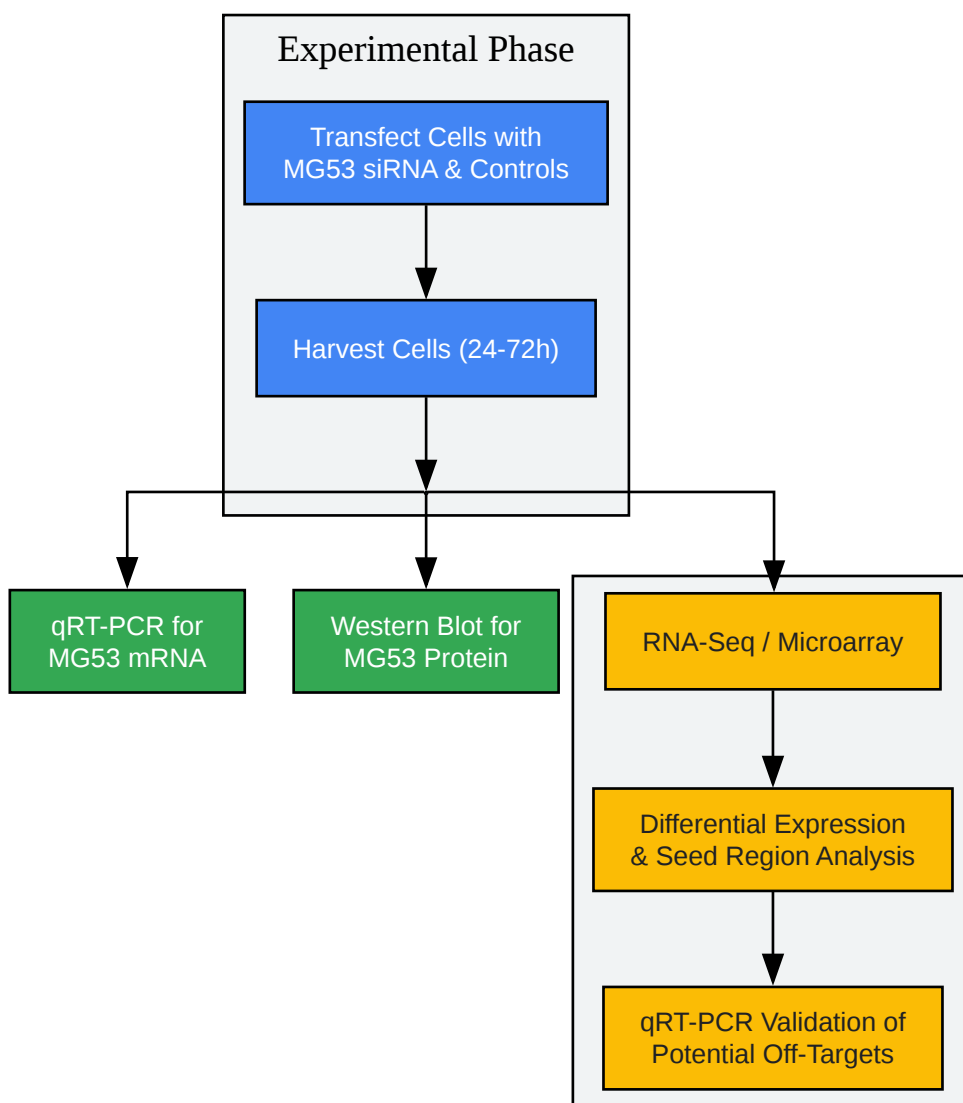 Experimental Phase
Transfect Cells with
MG53 siRNA & Controls
Harvest Cells (24-72h)
qRT-PCR for
MG53 mRNA
Western Blot for
MG53 Protein
RNA-Seq / Microarray
Differential Expression
& Seed Region Analysis
qRT-PCR Validation of
Potential Off-Targets